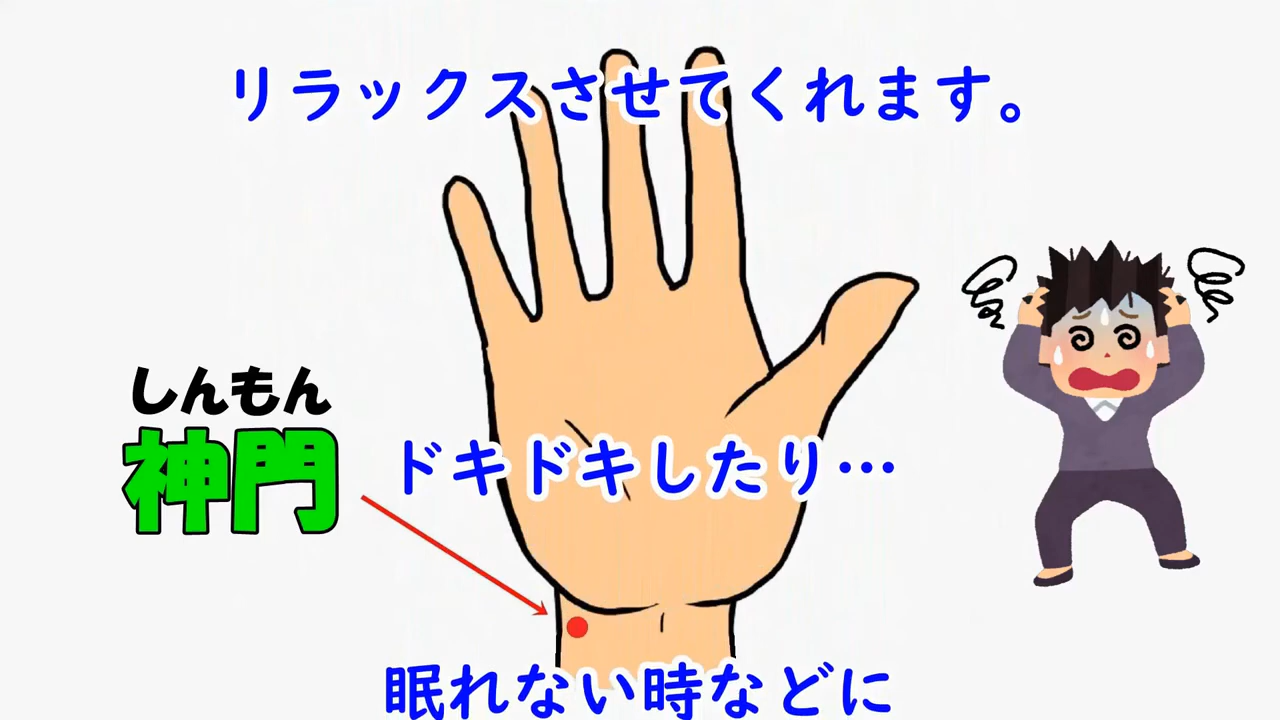 リラックスさせてくれます。
しんもん
神門
ドキドキしたり…
眠れない時などに